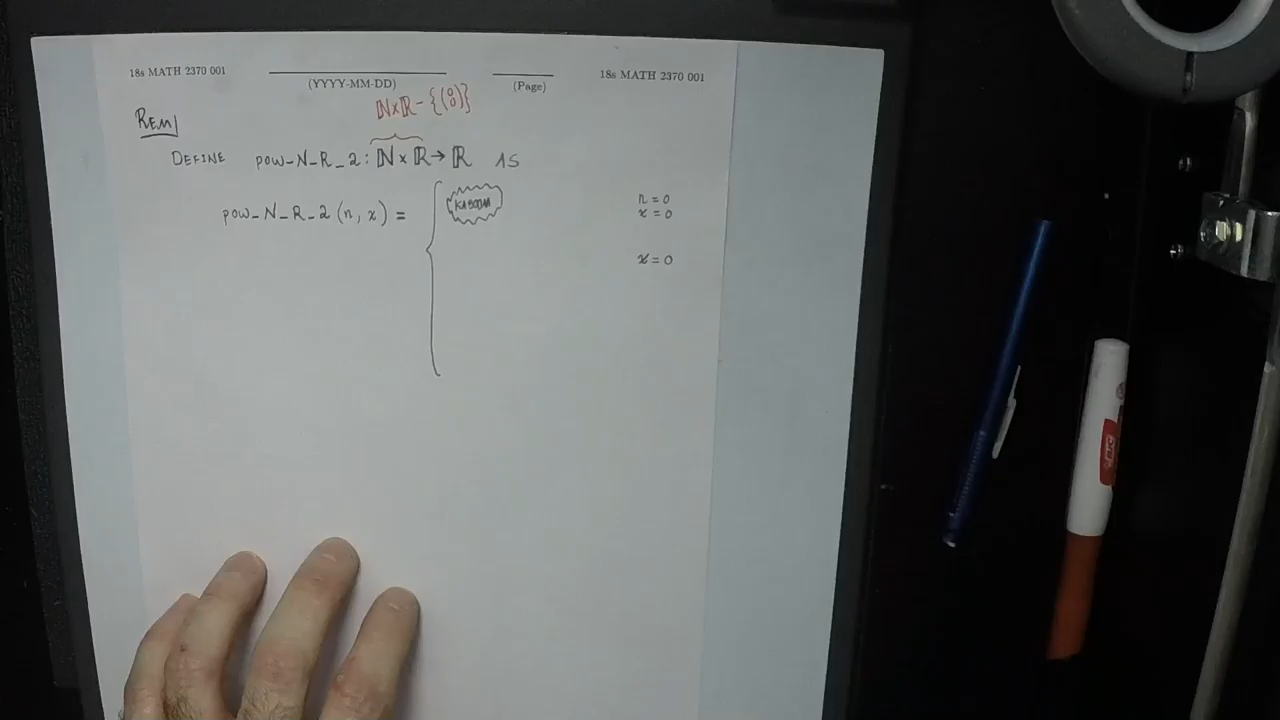 18s MATH 2370 001
(YYYY-MM-DD)
(Page)
18s MATH 2370 001
ℕ×ℝ-{(0 0)}
REM
DEFINE pow_N_R_2: ℕ × ℝ → ℝ AS
pow_N_R_2 (n, x) =
KABOOM
n = 0
x = 0
x = 0